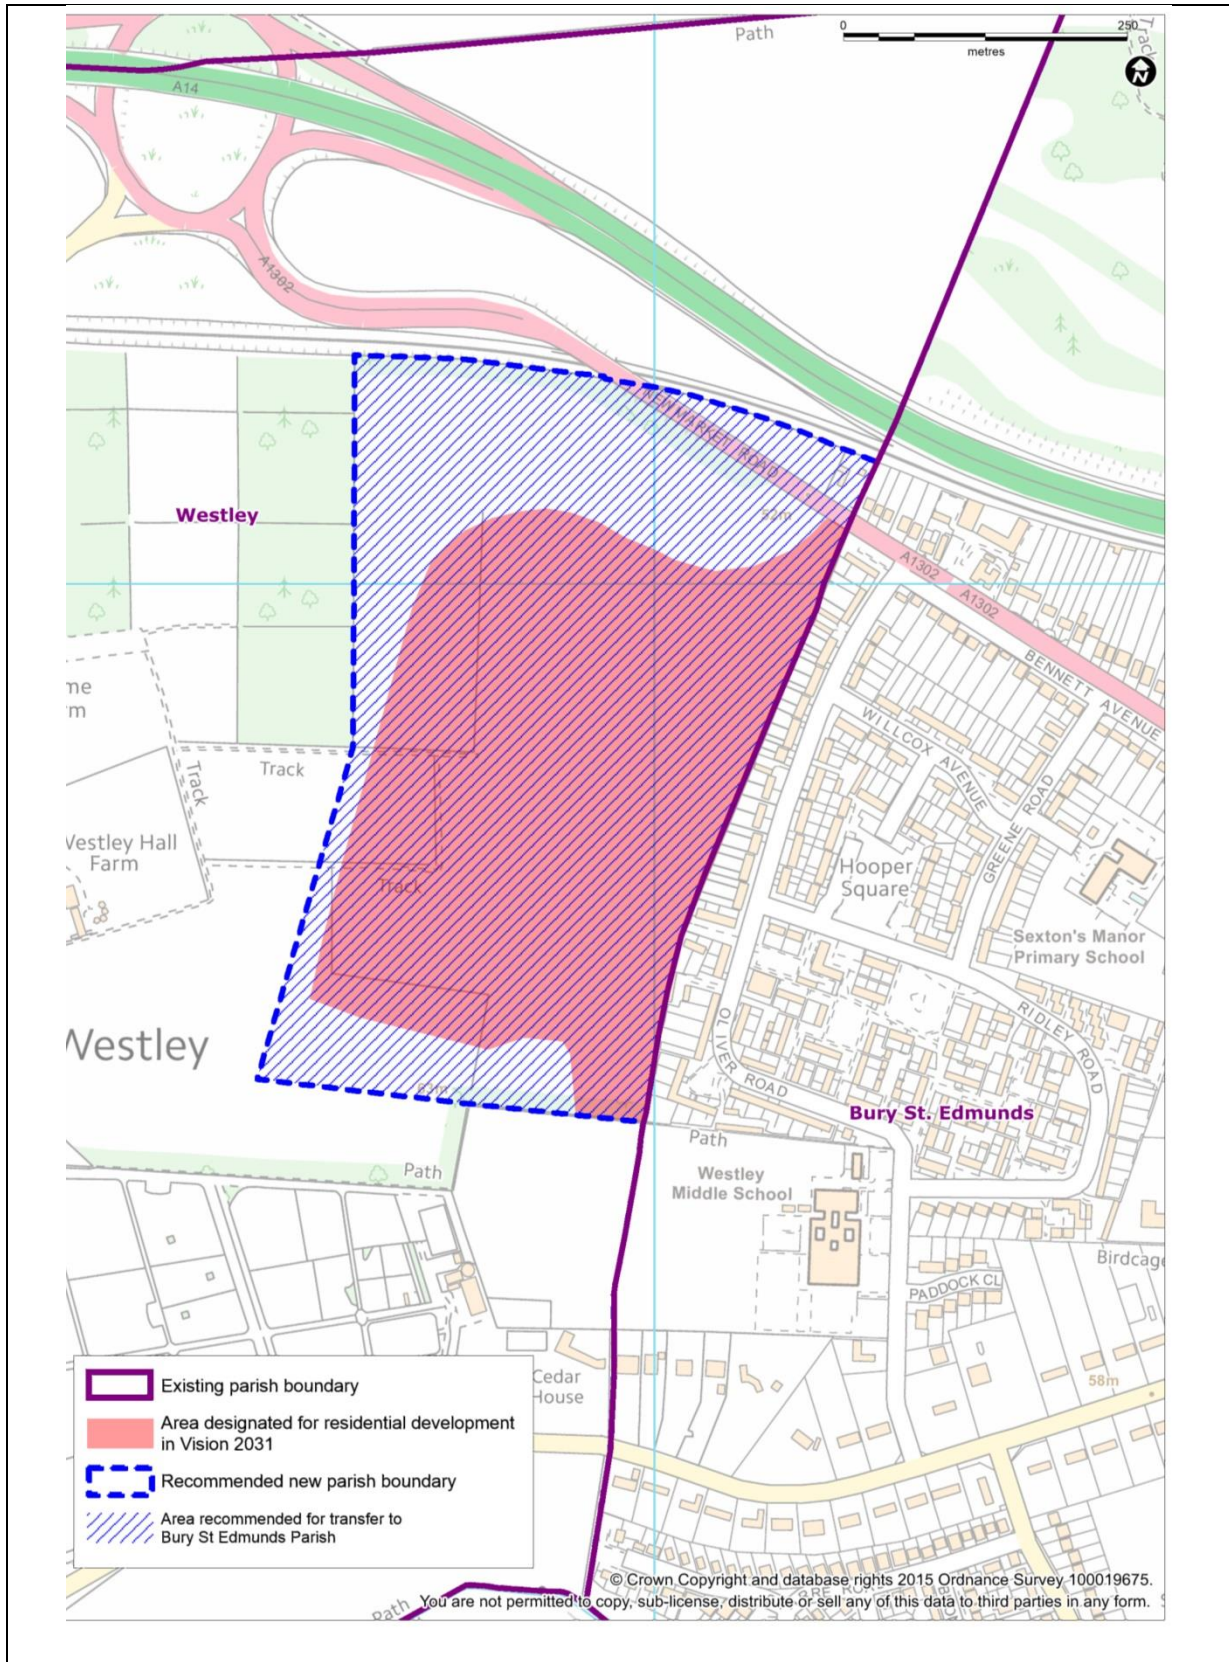 Path
0
250
metres
Track
N
A14
A1302
NEWMARKET ROAD
52m
Westley
A1302
A1302
BENNETT AVENUE
WILLCOX AVENUE
GREENE ROAD
Track
Track
Westley Hall
Farm
Track
Hooper
Square
Sexton's Manor
Primary School
Westley
OLIVER ROAD
RIDLEY ROAD
63m
Bury St. Edmunds
Path
Path
Westley
Middle School
Birdcage
PADDOCK CL
Cedar
House
58m
Existing parish boundary
Area designated for residential development
in Vision 2031
Recommended new parish boundary
Area recommended for transfer to
Bury St Edmunds Parish
Path
© Crown Copyright and database rights 2015 Ordnance Survey 100019675.
You are not permitted to copy, sub-license, distribute or sell any of this data to third parties in any form.